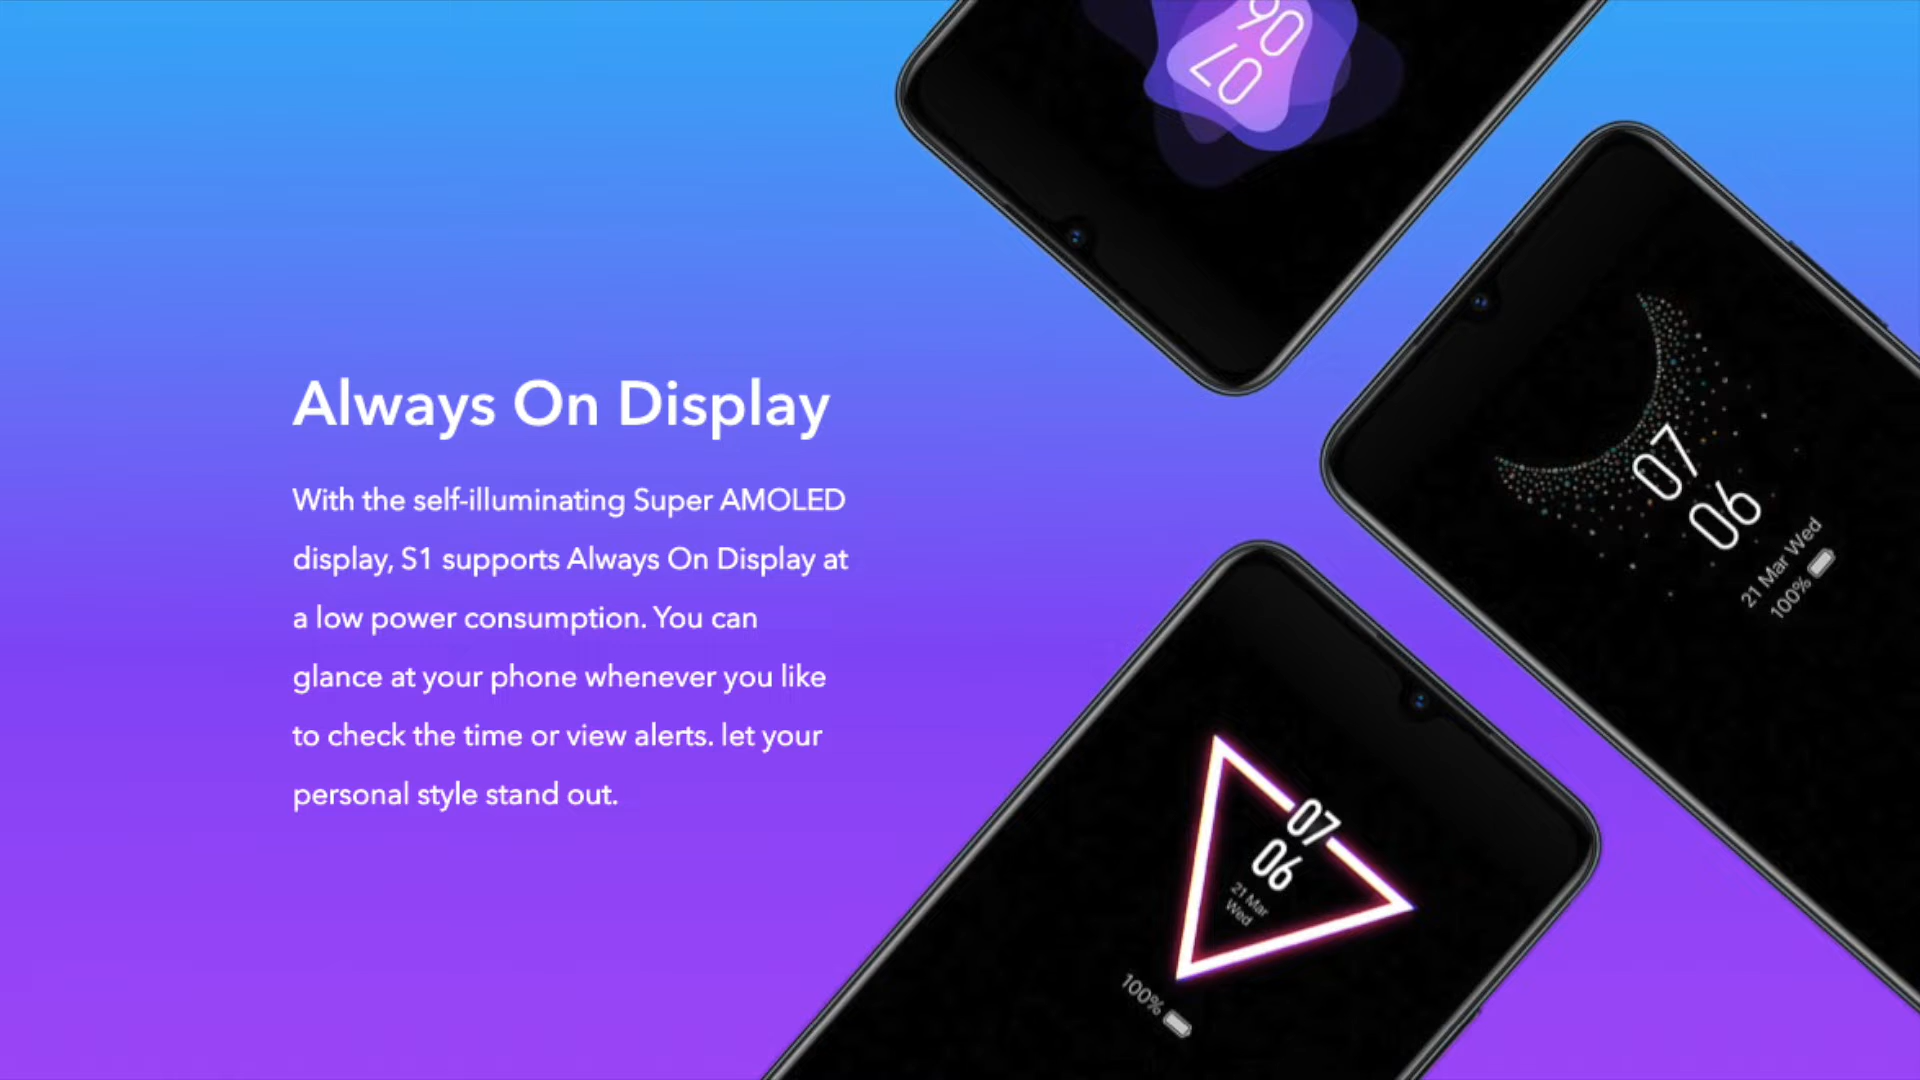 Always On Display
With the self-illuminating Super AMOLED
display, S1 supports Always On Display at
a low power consumption. You can
glance at your phone whenever you like
to check the time or view alerts. let your
personal style stand out.
07
06
07
06
21 Mar Wed
100%
07
06
21 Mar
Wed
100%